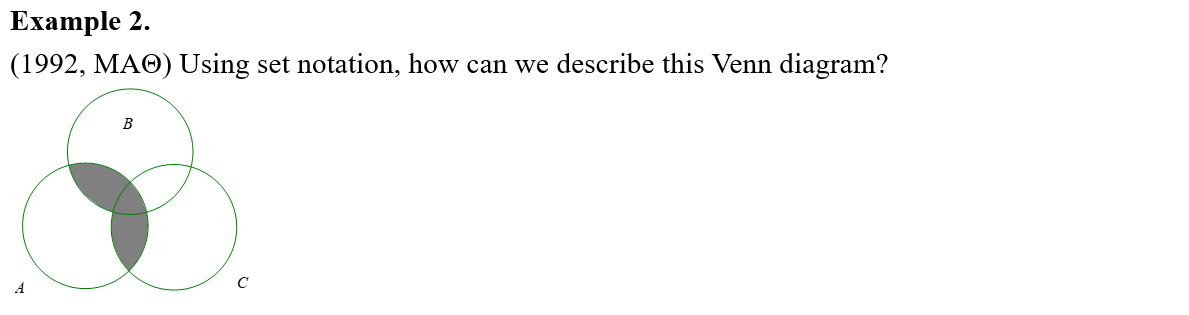 Example 2.
(1992, MAΘ) Using set notation, how can we describe this Venn diagram?
B
A
C